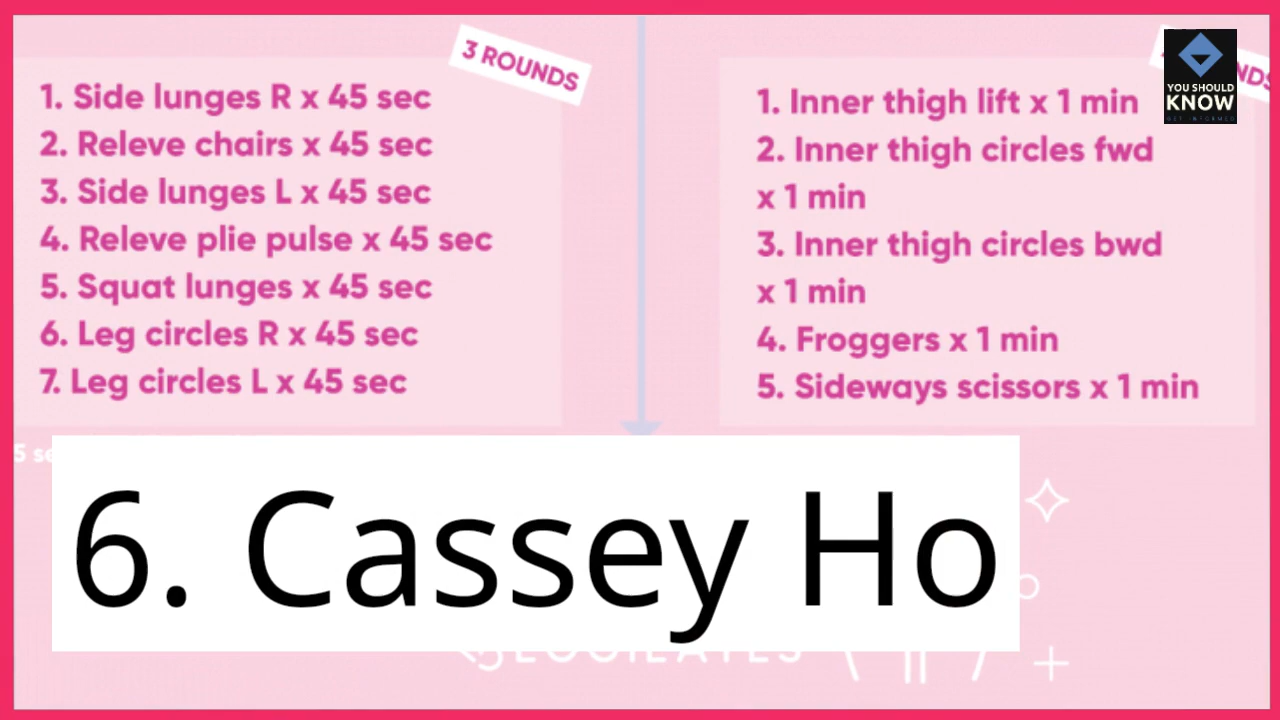 3 ROUNDS
1. Side lunges R x 45 sec
2. Releve chairs x 45 sec
3. Side lunges L x 45 sec
4. Releve plie pulse x 45 sec
5. Squat lunges x 45 sec
6. Leg circles R x 45 sec
7. Leg circles L x 45 sec
YOU SHOULD
KNOW
GET INFORMED
1. Inner thigh lift x 1 min
2. Inner thigh circles fwd
x 1 min
3. Inner thigh circles bwd
x 1 min
4. Froggers x 1 min
5. Sideways scissors x 1 min
6. Cassey Ho